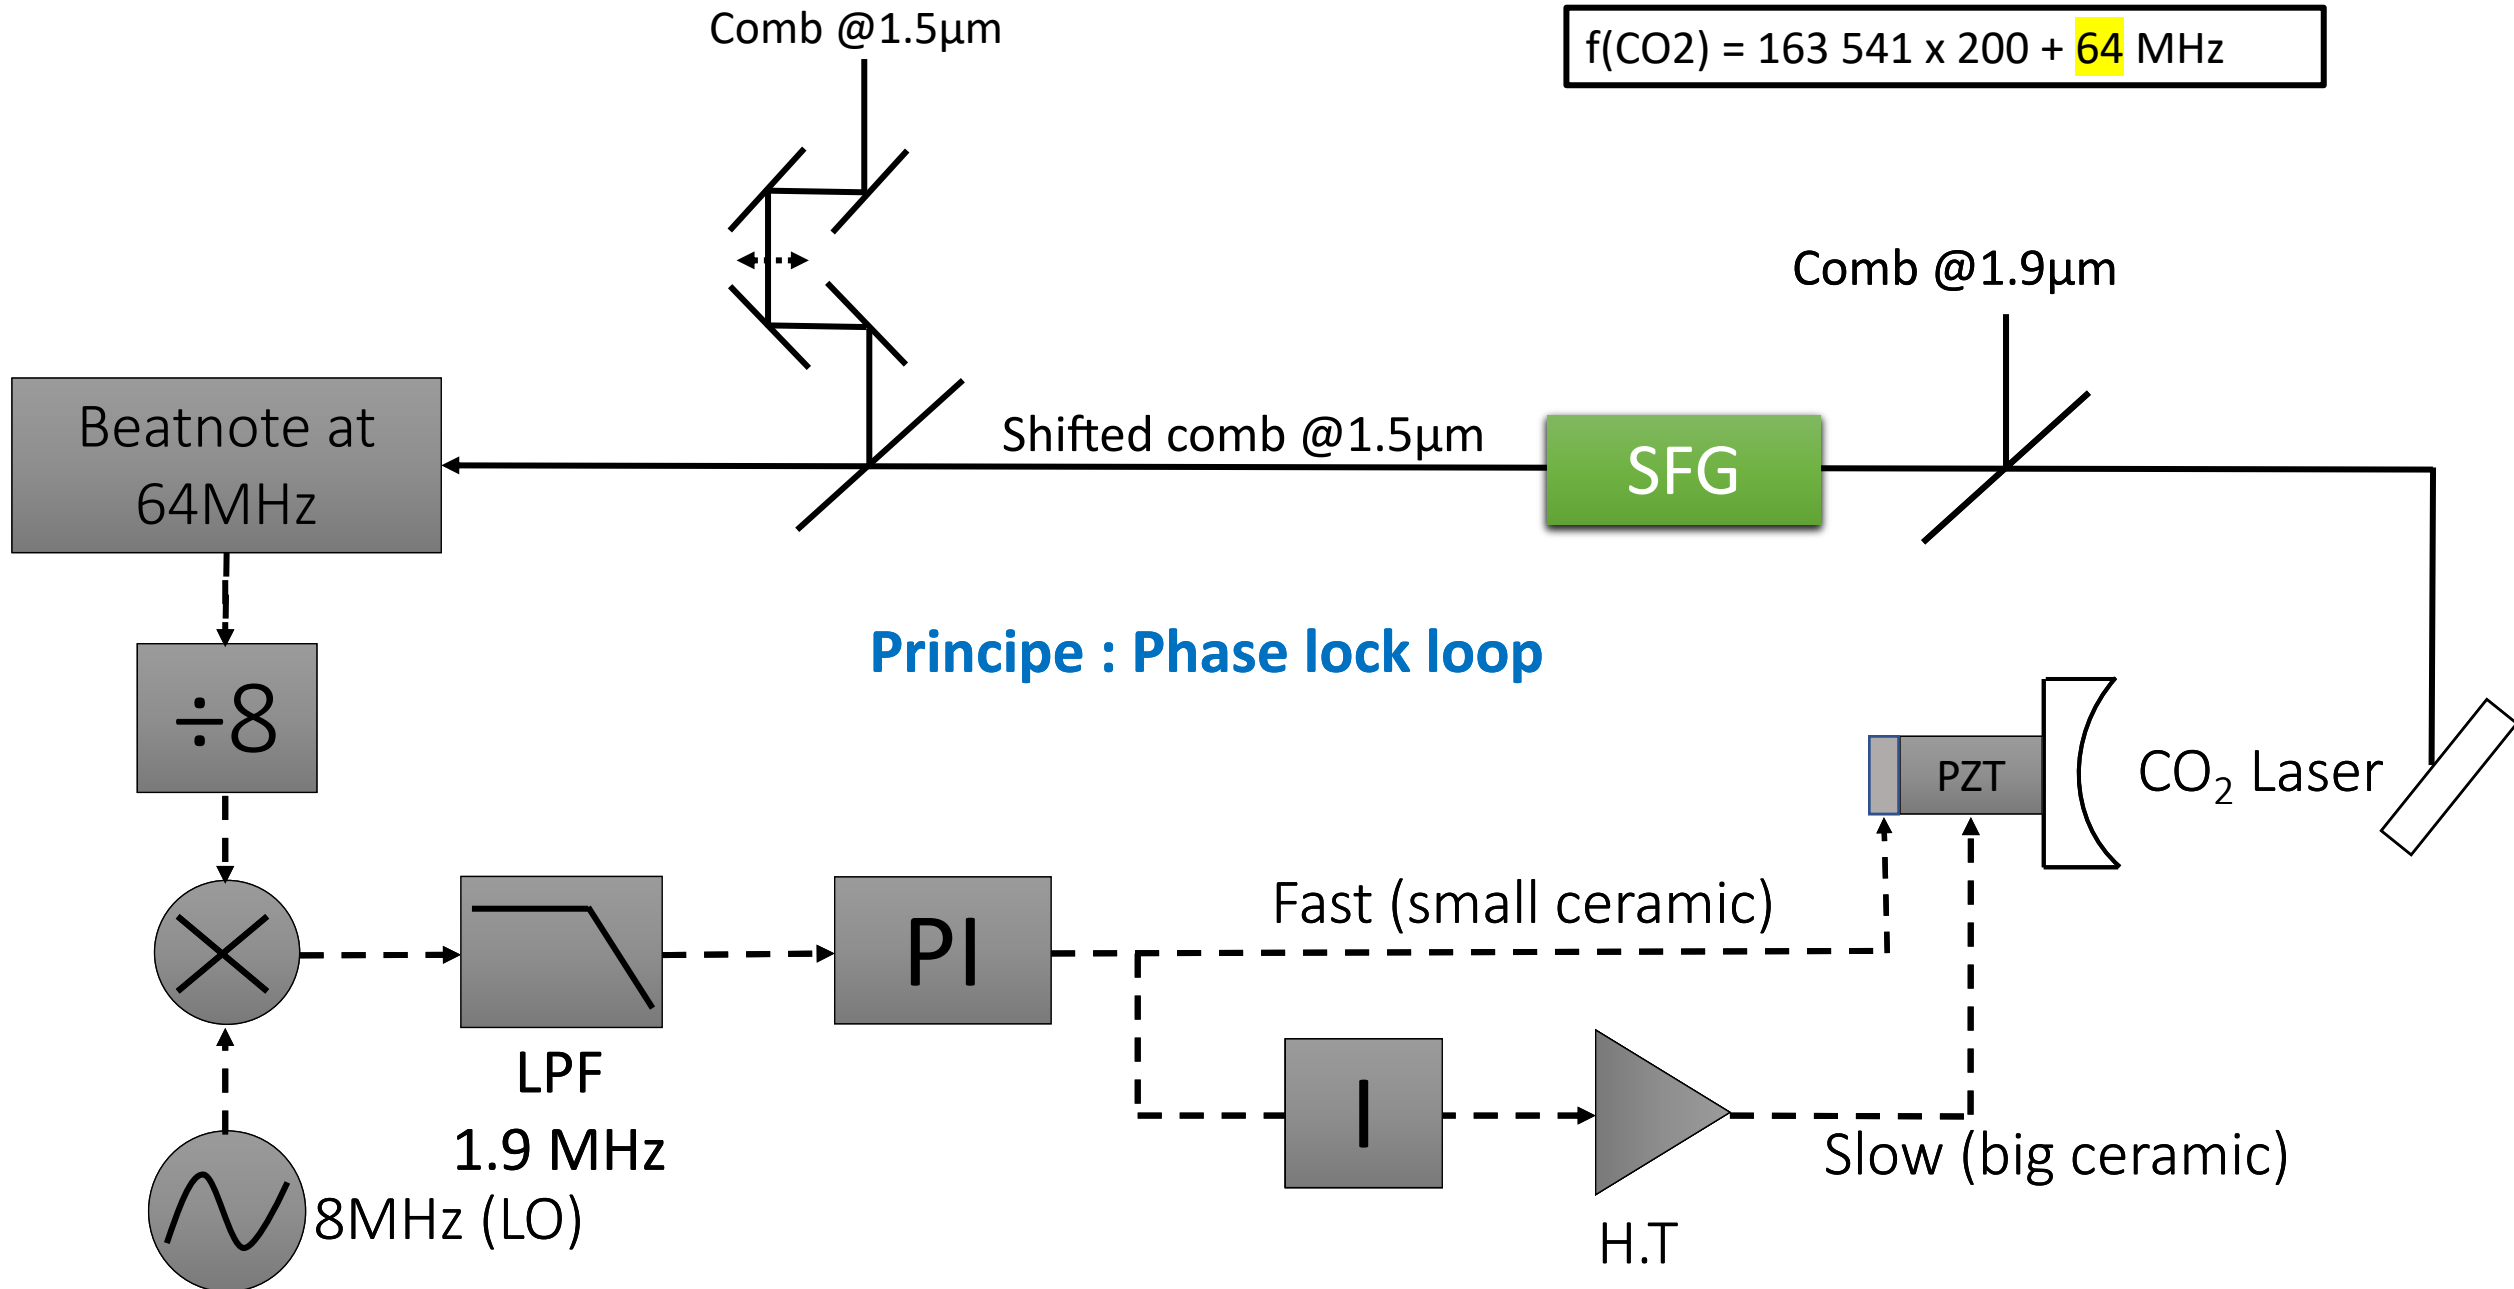 Comb @1.5µm
f(CO2) = 163 541 x 200 + 64 MHz
Comb @1.9µm
Shifted comb @1.5µm
SFG
Beatnote at
64MHz
Principe : Phase lock loop
÷8
PZT
CO₂ Laser
Fast (small ceramic)
PI
LPF
1.9 MHz
I
Slow (big ceramic)
8MHz (LO)
H.T